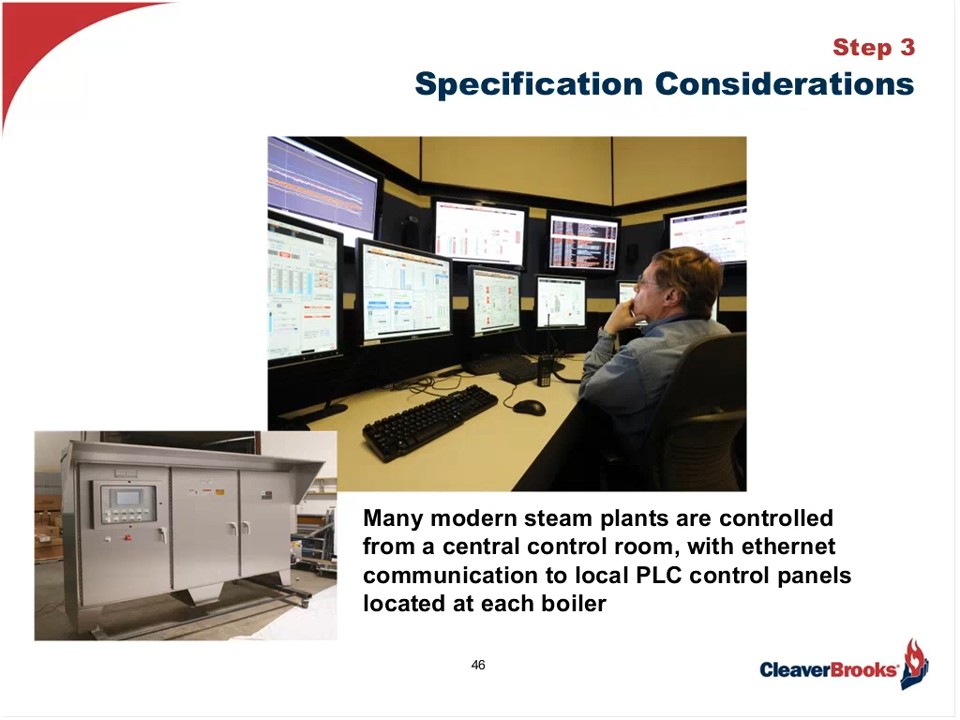 Step 3
Specification Considerations
Many modern steam plants are controlled
from a central control room, with ethernet
communication to local PLC control panels
located at each boiler
46
CleaverBrooks